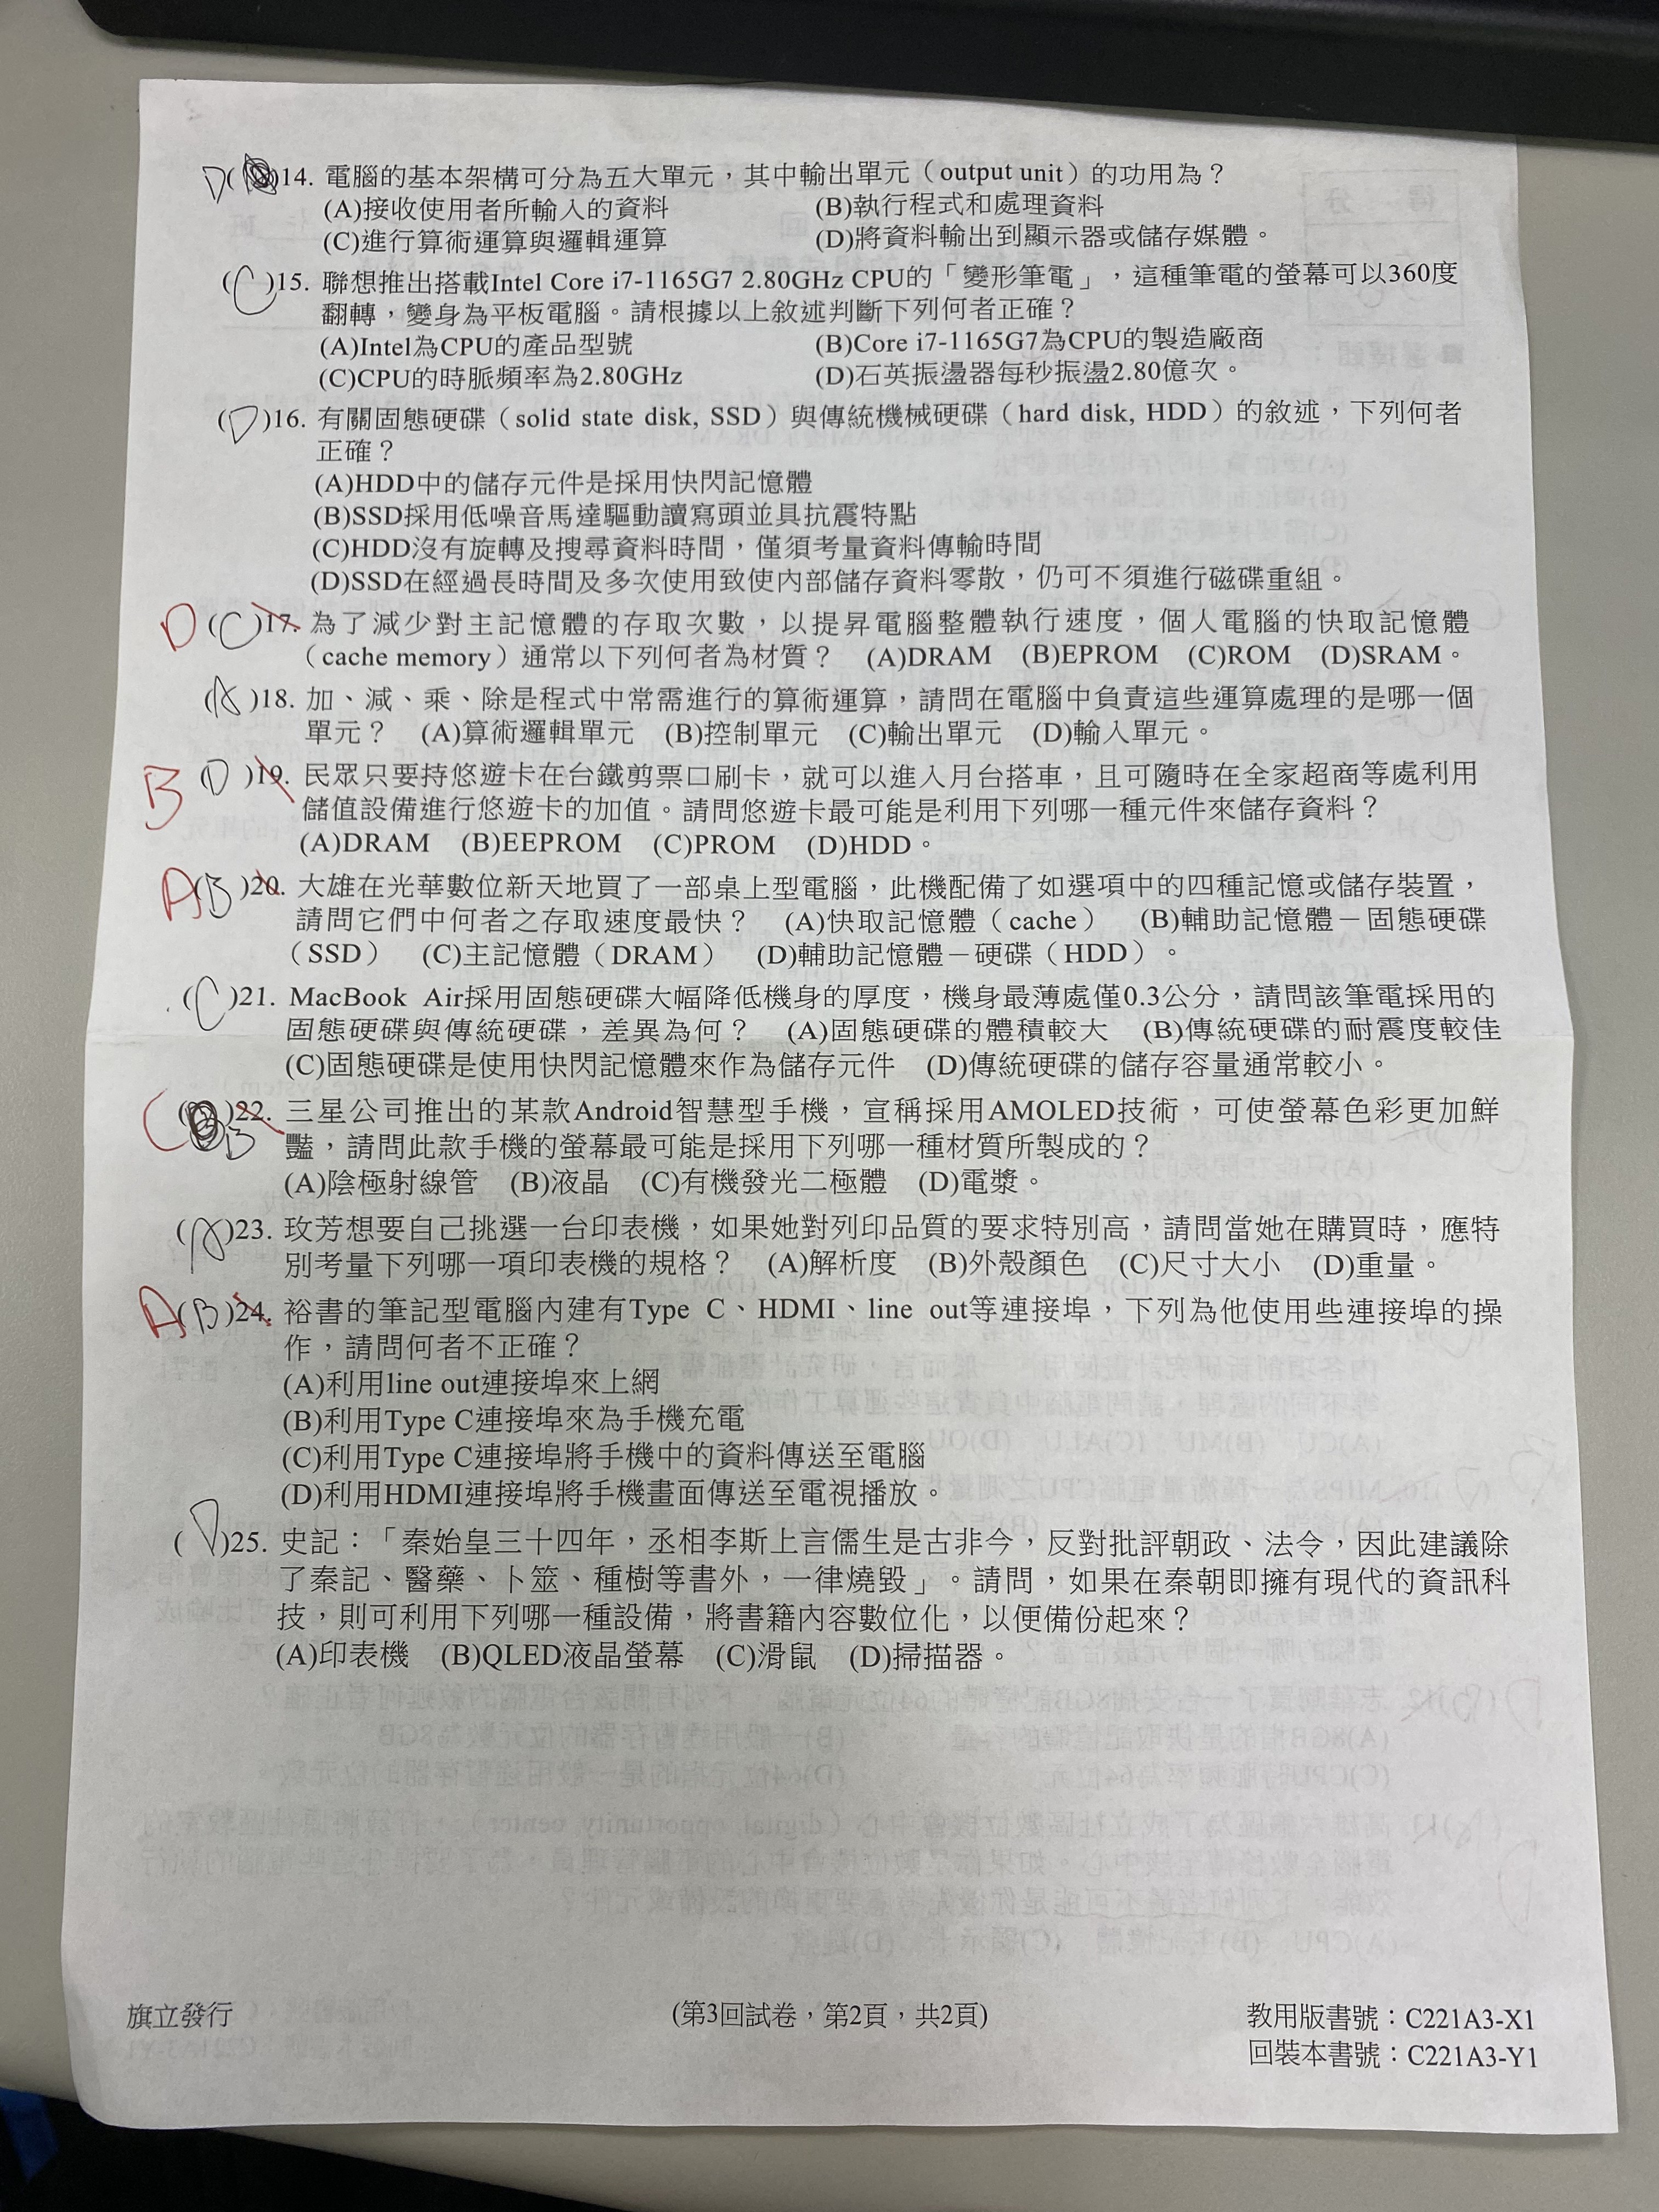 D( )14. 電腦的基本架構可分為五大單元，其中輸出單元（output unit）的功用為？
(A)接收使用者所輸入的資料 (B)執行程式和處理資料
(C)進行算術運算與邏輯運算 (D)將資料輸出到顯示器或儲存媒體。
(C)15. 聯想推出搭載Intel Core i7-1165G7 2.80GHz CPU的「變形筆電」，這種筆電的螢幕可以360度
翻轉，變身為平板電腦。請根據以上敘述判斷下列何者正確？
(A)Intel為CPU的產品型號 (B)Core i7-1165G7為CPU的製造廠商
(C)CPU的時脈頻率為2.80GHz (D)石英振盪器每秒振盪2.80億次。
(D)16. 有關固態硬碟（solid state disk, SSD）與傳統機械硬碟（hard disk, HDD）的敘述，下列何者
正確？
(A)HDD中的儲存元件是採用快閃記憶體
(B)SSD採用低噪音馬達驅動讀寫頭並具抗震特點
(C)HDD沒有旋轉及搜尋資料時間，僅須考量資料傳輸時間
(D)SSD在經過長時間及多次使用致使內部儲存資料零散，仍可不須進行磁碟重組。
D (C)17. 為了減少對主記憶體的存取次數，以提昇電腦整體執行速度，個人電腦的快取記憶體
（cache memory）通常以下列何者為材質？ (A)DRAM (B)EPROM (C)ROM (D)SRAM。
(A)18. 加、減、乘、除是程式中常需進行的算術運算，請問在電腦中負責這些運算處理的是哪一個
單元？ (A)算術邏輯單元 (B)控制單元 (C)輸出單元 (D)輸入單元。
B (D)19. 民眾只要持悠遊卡在台鐵剪票口刷卡，就可以進入月台搭車，且可隨時在全家超商等處利用
儲值設備進行悠遊卡的加值。請問悠遊卡最可能是利用下列哪一種元件來儲存資料？
(A)DRAM (B)EEPROM (C)PROM (D)HDD。
A (B)20. 大雄在光華數位新天地買了一部桌上型電腦，此機配備了如選項中的四種記憶或儲存裝置，
請問它們中何者之存取速度最快？ (A)快取記憶體（cache） (B)輔助記憶體－固態硬碟
（SSD） (C)主記憶體（DRAM） (D)輔助記憶體－硬碟（HDD）。
(C)21. MacBook Air採用固態硬碟大幅降低機身的厚度，機身最薄處僅0.3公分，請問該筆電採用的
固態硬碟與傳統硬碟，差異為何？ (A)固態硬碟的體積較大 (B)傳統硬碟的耐震度較佳
(C)固態硬碟是使用快閃記憶體來作為儲存元件 (D)傳統硬碟的儲存容量通常較小。
C ( )B 22. 三星公司推出的某款Android智慧型手機，宣稱採用AMOLED技術，可使螢幕色彩更加鮮
豔，請問此款手機的螢幕最可能是採用下列哪一種材質所製成的？
(A)陰極射線管 (B)液晶 (C)有機發光二極體 (D)電漿。
(A)23. 玫芳想要自己挑選一台印表機，如果她對列印品質的要求特別高，請問當她在購買時，應特
別考量下列哪一項印表機的規格？ (A)解析度 (B)外殼顏色 (C)尺寸大小 (D)重量。
A (B)24. 裕書的筆記型電腦內建有Type C、HDMI、line out等連接埠，下列為他使用些連接埠的操
作，請問何者不正確？
(A)利用line out連接埠來上網
(B)利用Type C連接埠來為手機充電
(C)利用Type C連接埠將手機中的資料傳送至電腦
(D)利用HDMI連接埠將手機畫面傳送至電視播放。
(D)25. 史記：「秦始皇三十四年，丞相李斯上言儒生是古非今，反對批評朝政、法令，因此建議除
了秦記、醫藥、卜筮、種樹等書外，一律燒毀」。請問，如果在秦朝即擁有現代的資訊科
技，則可利用下列哪一種設備，將書籍內容數位化，以便備份起來？
(A)印表機 (B)QLED液晶螢幕 (C)滑鼠 (D)掃描器。
旗立發行 (第3回試卷，第2頁，共2頁) 教用版書號：C221A3-X1
回裝本書號：C221A3-Y1